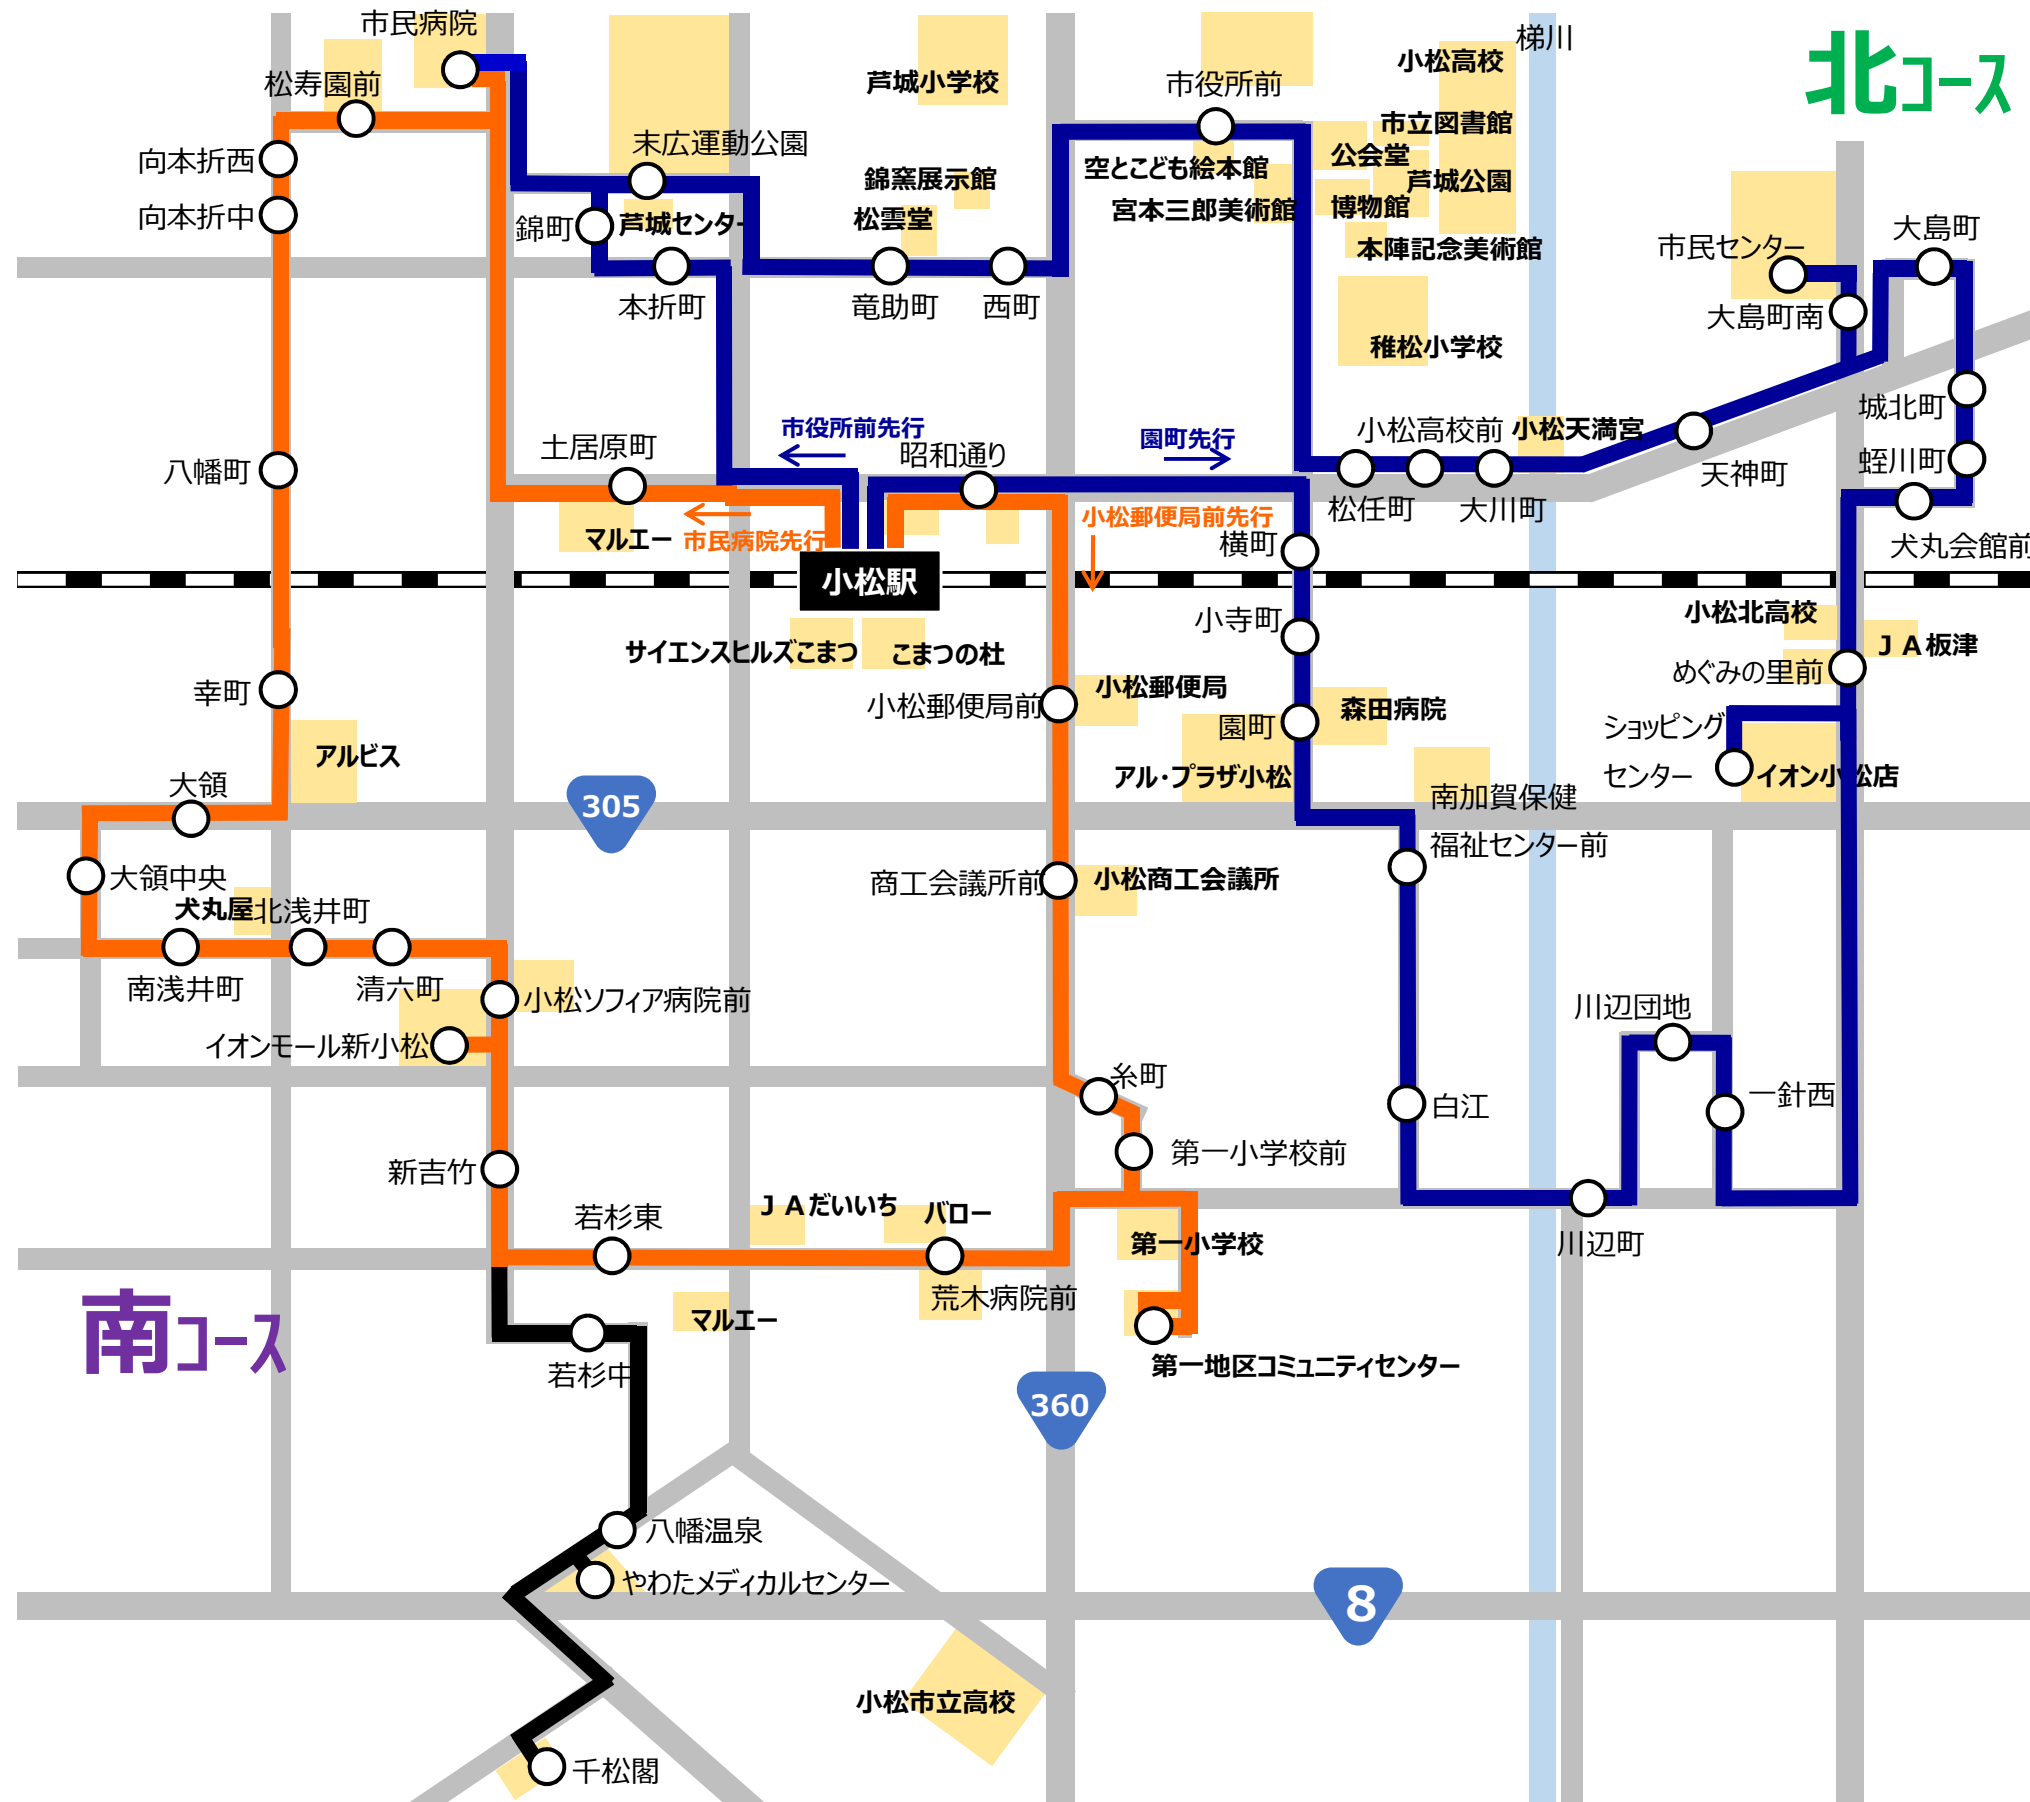 市民病院
梯川
北コース
松寿園前
芦城小学校
市役所前
小松高校
市立図書館
末広運動公園
公会堂
向本折西
錦窯展示館
空とこども絵本館
芦城公園
向本折中
錦町
芦城センター
松雲堂
宮本三郎美術館
博物館
大島町
市民センター
本陣記念美術館
本折町
竜助町
西町
大島町南
稚松小学校
城北町
市役所前先行
園町先行
小松高校前
小松天満宮
土居原町
昭和通り
八幡町
天神町
蛭川町
松任町
大川町
マルエー
市民病院先行
小松郵便局前先行
横町
犬丸会館前
小松駅
小寺町
小松北高校
サイエンスヒルズこまつ
こまつの杜
JA板津
めぐみの里前
幸町
小松郵便局前
小松郵便局
園町
森田病院
ショッピング
センター
アルビス
アル・プラザ小松
イオン小松店
大領
305
南加賀保健
福祉センター前
大領中央
商工会議所前
小松商工会議所
犬丸屋
北浅井町
南浅井町
清六町
小松ソフィア病院前
川辺団地
イオンモール新小松
糸町
白江
一針西
新吉竹
第一小学校前
若杉東
JAだいいち
バロー
第一小学校
川辺町
荒木病院前
南コース
マルエー
若杉中
第一地区コミュニティセンター
360
八幡温泉
やわたメディカルセンター
8
小松市立高校
千松閣